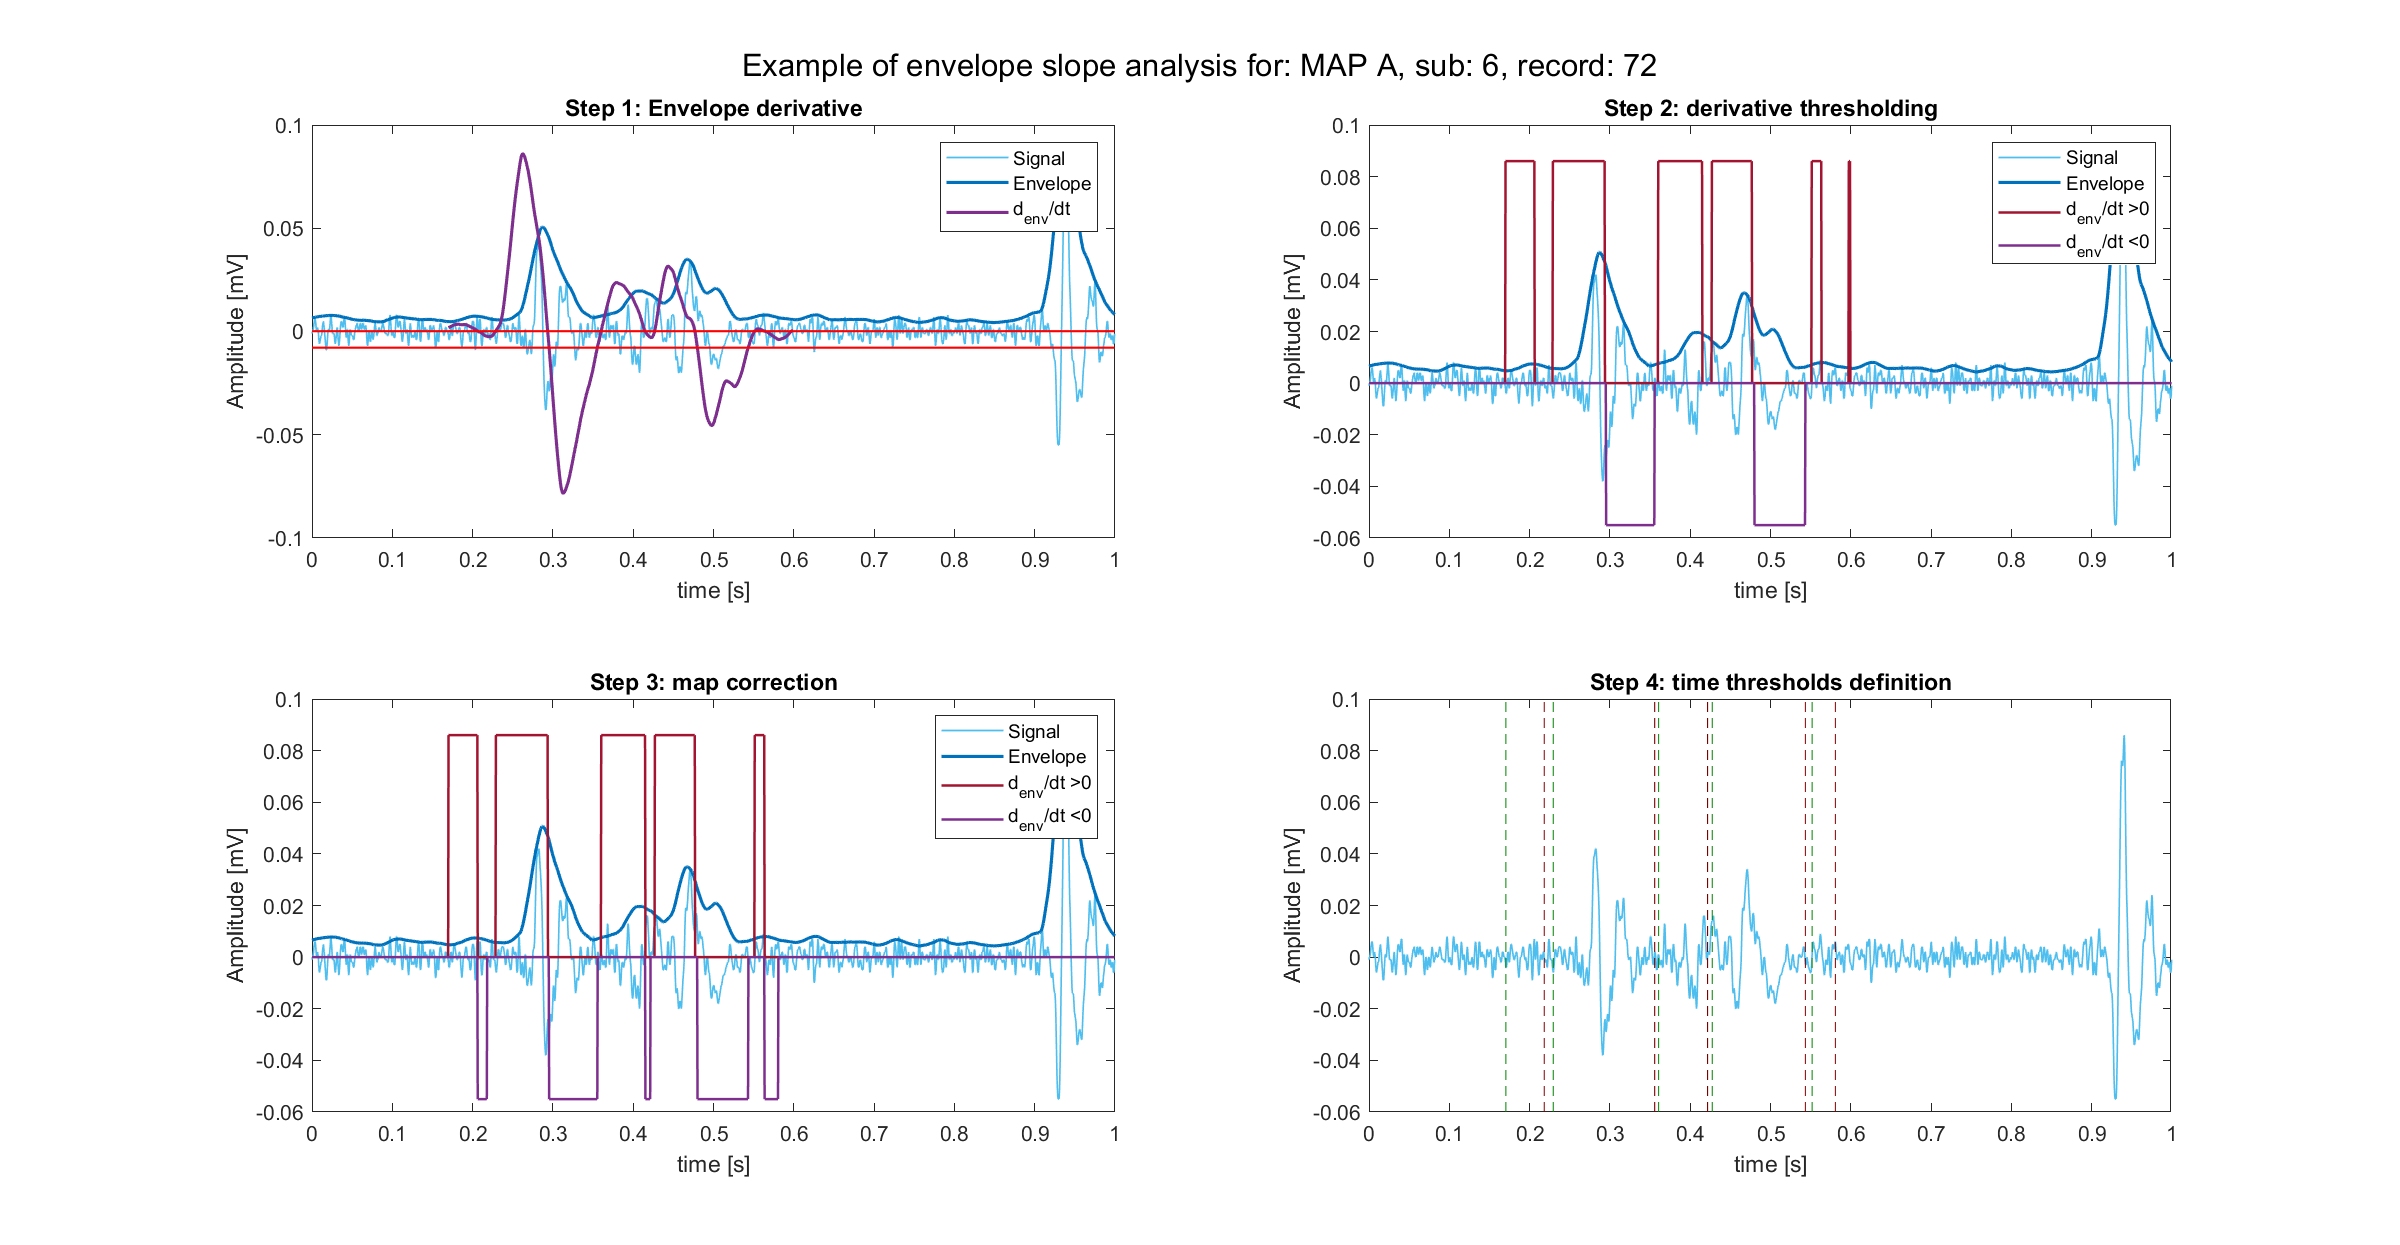 Example of envelope slope analysis for: MAP A, sub: 6, record: 72
Step 1: Envelope derivative
0.1
0.05
0
-0.05
-0.1
Amplitude [mV]
0 0.1 0.2 0.3 0.4 0.5 0.6 0.7 0.8 0.9 1
time [s]
Signal
Envelope
d_env/dt
Step 2: derivative thresholding
0.1
0.08
0.06
0.04
0.02
0
-0.02
-0.04
-0.06
Amplitude [mV]
0 0.1 0.2 0.3 0.4 0.5 0.6 0.7 0.8 0.9 1
time [s]
Signal
Envelope
d_env/dt >0
d_env/dt <0
Step 3: map correction
0.1
0.08
0.06
0.04
0.02
0
-0.02
-0.04
-0.06
Amplitude [mV]
0 0.1 0.2 0.3 0.4 0.5 0.6 0.7 0.8 0.9 1
time [s]
Signal
Envelope
d_env/dt >0
d_env/dt <0
Step 4: time thresholds definition
0.1
0.08
0.06
0.04
0.02
0
-0.02
-0.04
-0.06
Amplitude [mV]
0 0.1 0.2 0.3 0.4 0.5 0.6 0.7 0.8 0.9 1
time [s]